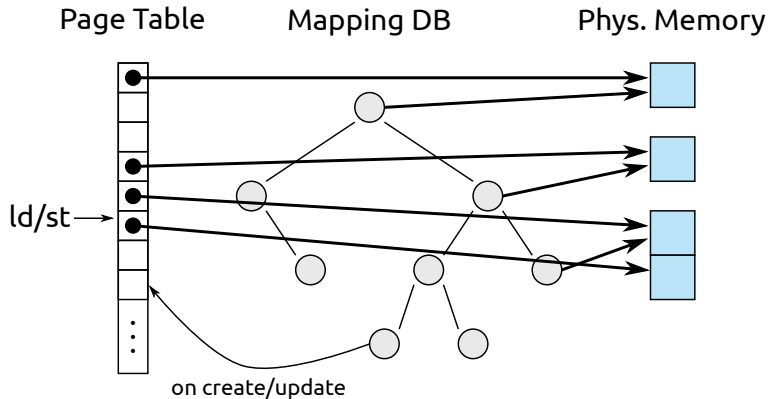 Page Table
Mapping DB
Phys. Memory
ld/st
on create/update